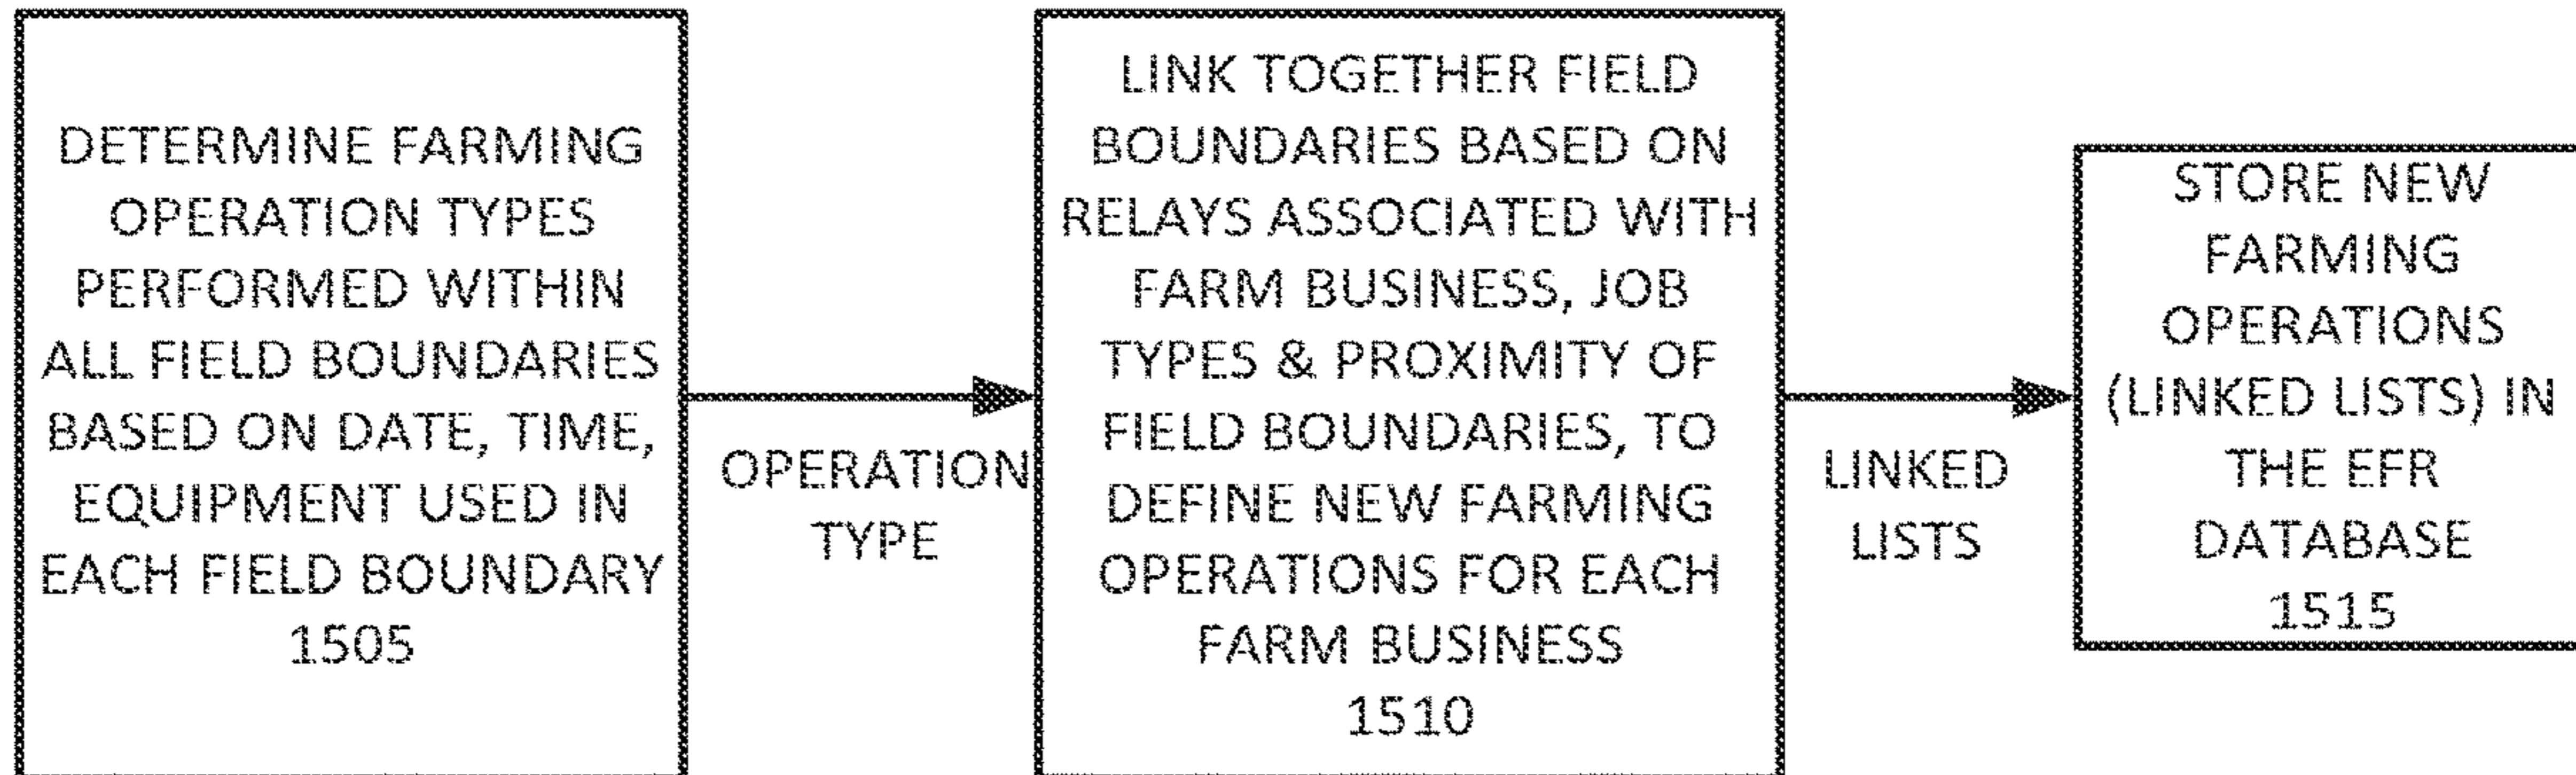 DETERMINE FARMING
OPERATION TYPES
PERFORMED WITHIN
ALL FIELD BOUNDARIES
BASED ON DATE, TIME,
EQUIPMENT USED IN
EACH FIELD BOUNDARY
1505
OPERATION
TYPE
LINK TOGETHER FIELD
BOUNDARIES BASED ON
RELAYS ASSOCIATED WITH
FARM BUSINESS, JOB
TYPES & PROXIMITY OF
FIELD BOUNDARIES, TO
DEFINE NEW FARMING
OPERATIONS FOR EACH
FARM BUSINESS
1510
LINKED
LISTS
STORE NEW
FARMING
OPERATIONS
(LINKED LISTS) IN
THE EFR
DATABASE
1515